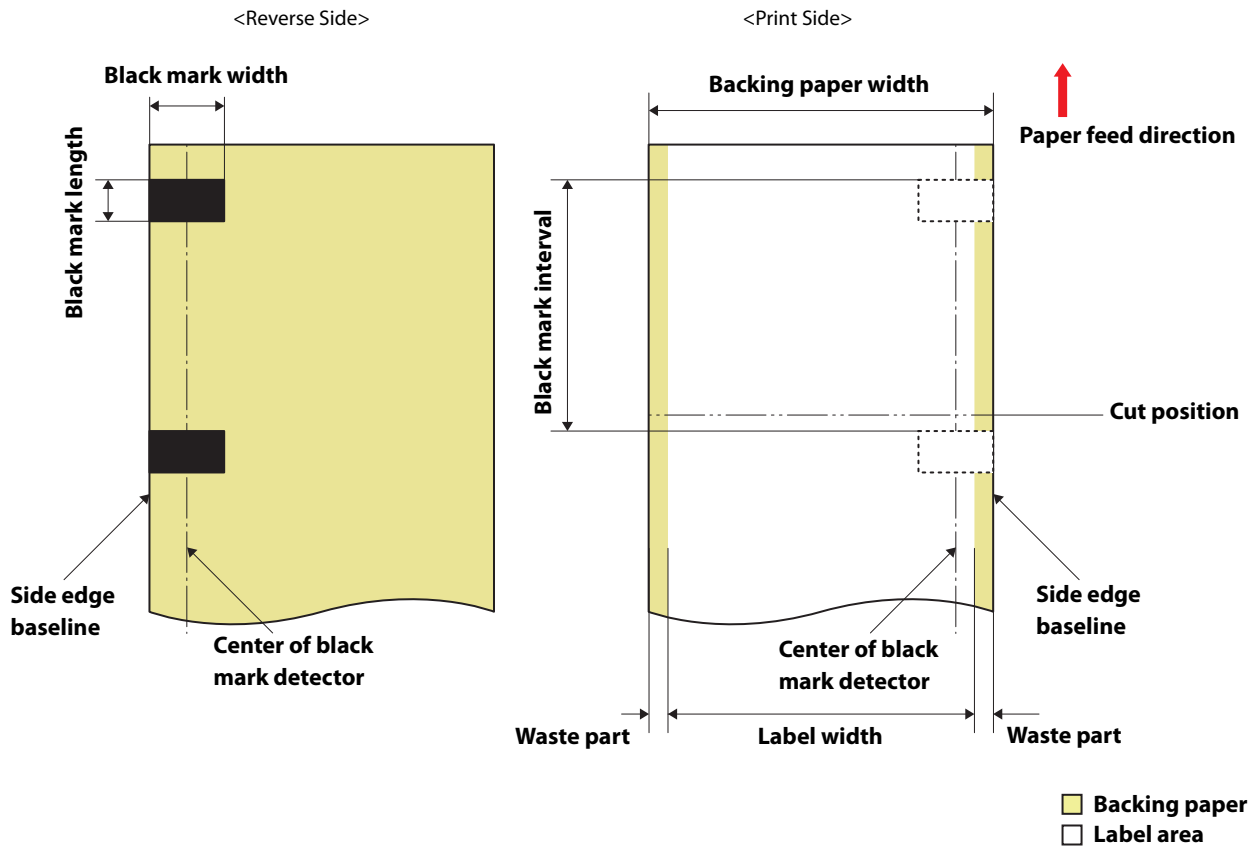 <Reverse Side>
<Print Side>
Black mark width
Backing paper width
Paper feed direction
Black mark length
Black mark interval
Cut position
Side edge
baseline
Center of black
mark detector
Center of black
mark detector
Side edge
baseline
Waste part
Label width
Waste part
Backing paper
Label area